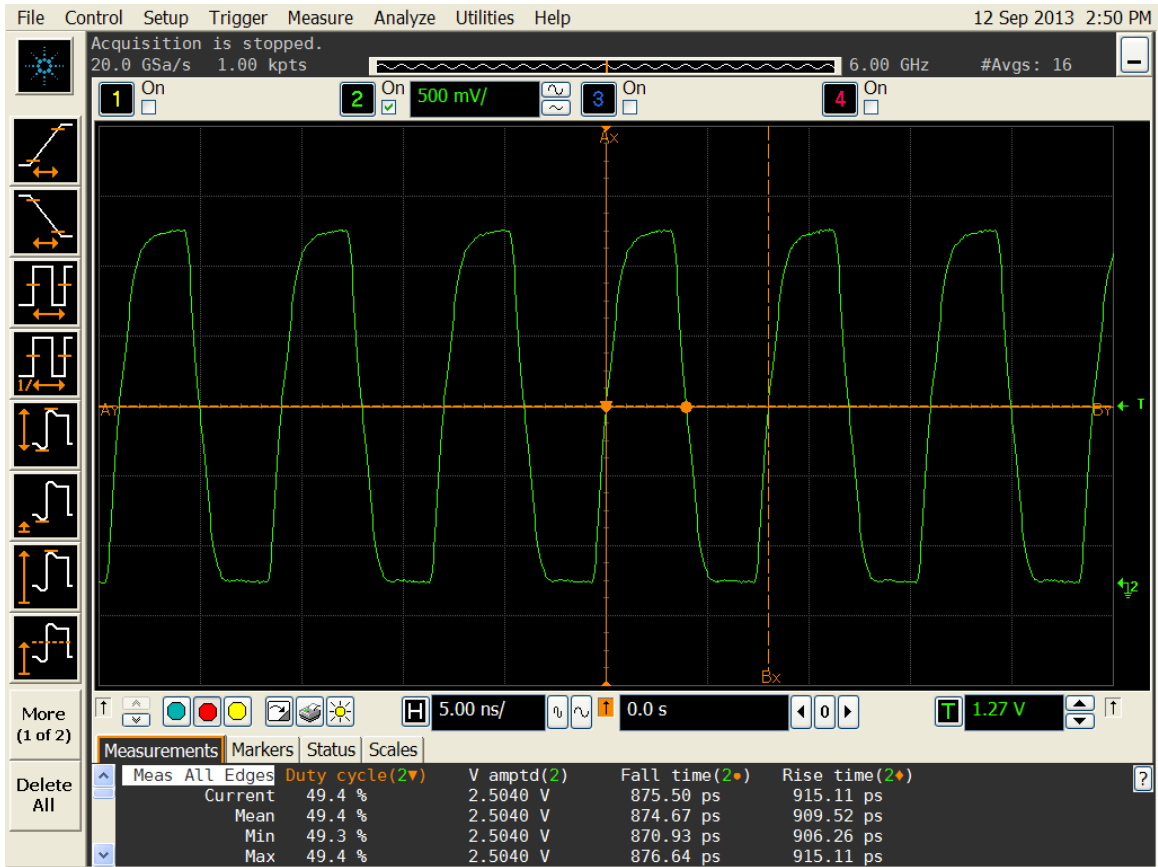 File Control Setup Trigger Measure Analyze Utilities Help 12 Sep 2013 2:50 PM
Acquisition is stopped.
20.0 GSa/s 1.00 kpts 6.00 GHz #Avgs: 16
1 On 2 On 500 mV/ 3 On 4 On
Ax
1/
AY BY T
2
Bx
H 5.00 ns/ 0.0 s 0 T 1.27 V
More
(1 of 2)
Delete
All
Measurements Markers Status Scales
Meas All Edges Duty cycle(2▼) V amptd(2) Fall time(2●) Rise time(2♦) ?
Current 49.4 % 2.5040 V 875.50 ps 915.11 ps
Mean 49.4 % 2.5040 V 874.67 ps 909.52 ps
Min 49.3 % 2.5040 V 870.93 ps 906.26 ps
Max 49.4 % 2.5040 V 876.64 ps 915.11 ps